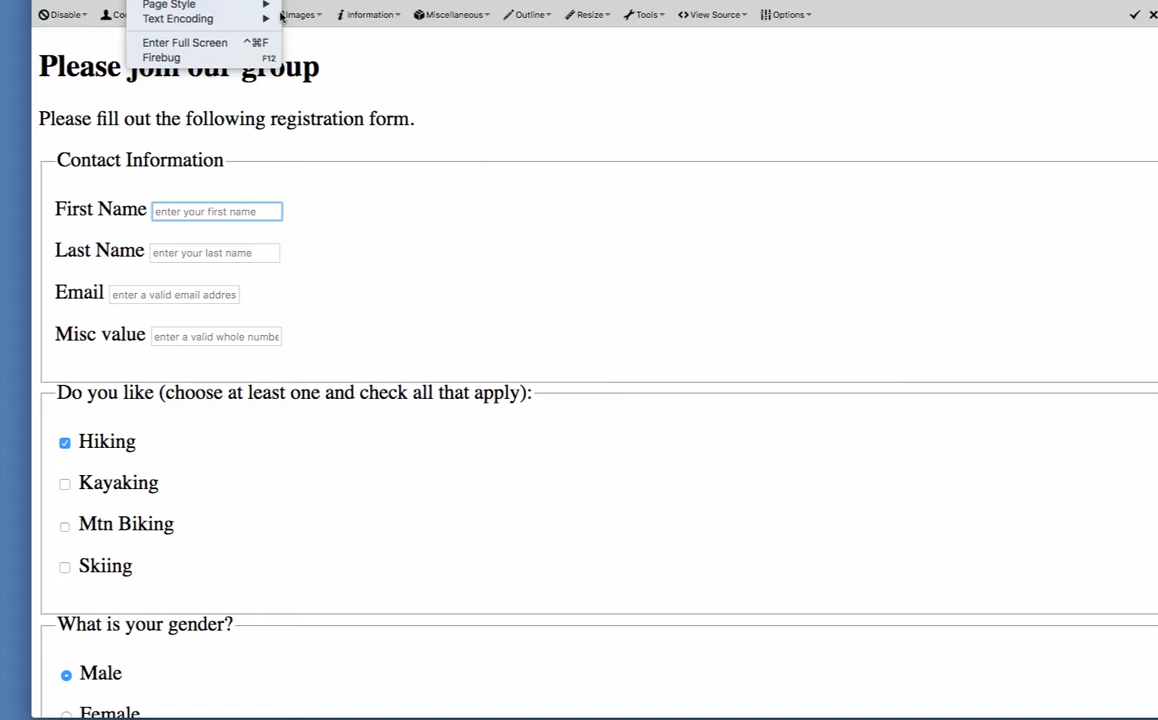 Page Style
Disable Images Information Miscellaneous Outline Resize Tools View Source Options
Text Encoding
Enter Full Screen ^⌘F
Firebug F12
Please join our group
Please fill out the following registration form.
Contact Information
First Name enter your first name
Last Name enter your last name
Email enter a valid email addres
Misc value enter a valid whole numbe
Do you like (choose at least one and check all that apply):
Hiking
Kayaking
Mtn Biking
Skiing
What is your gender?
Male
Female